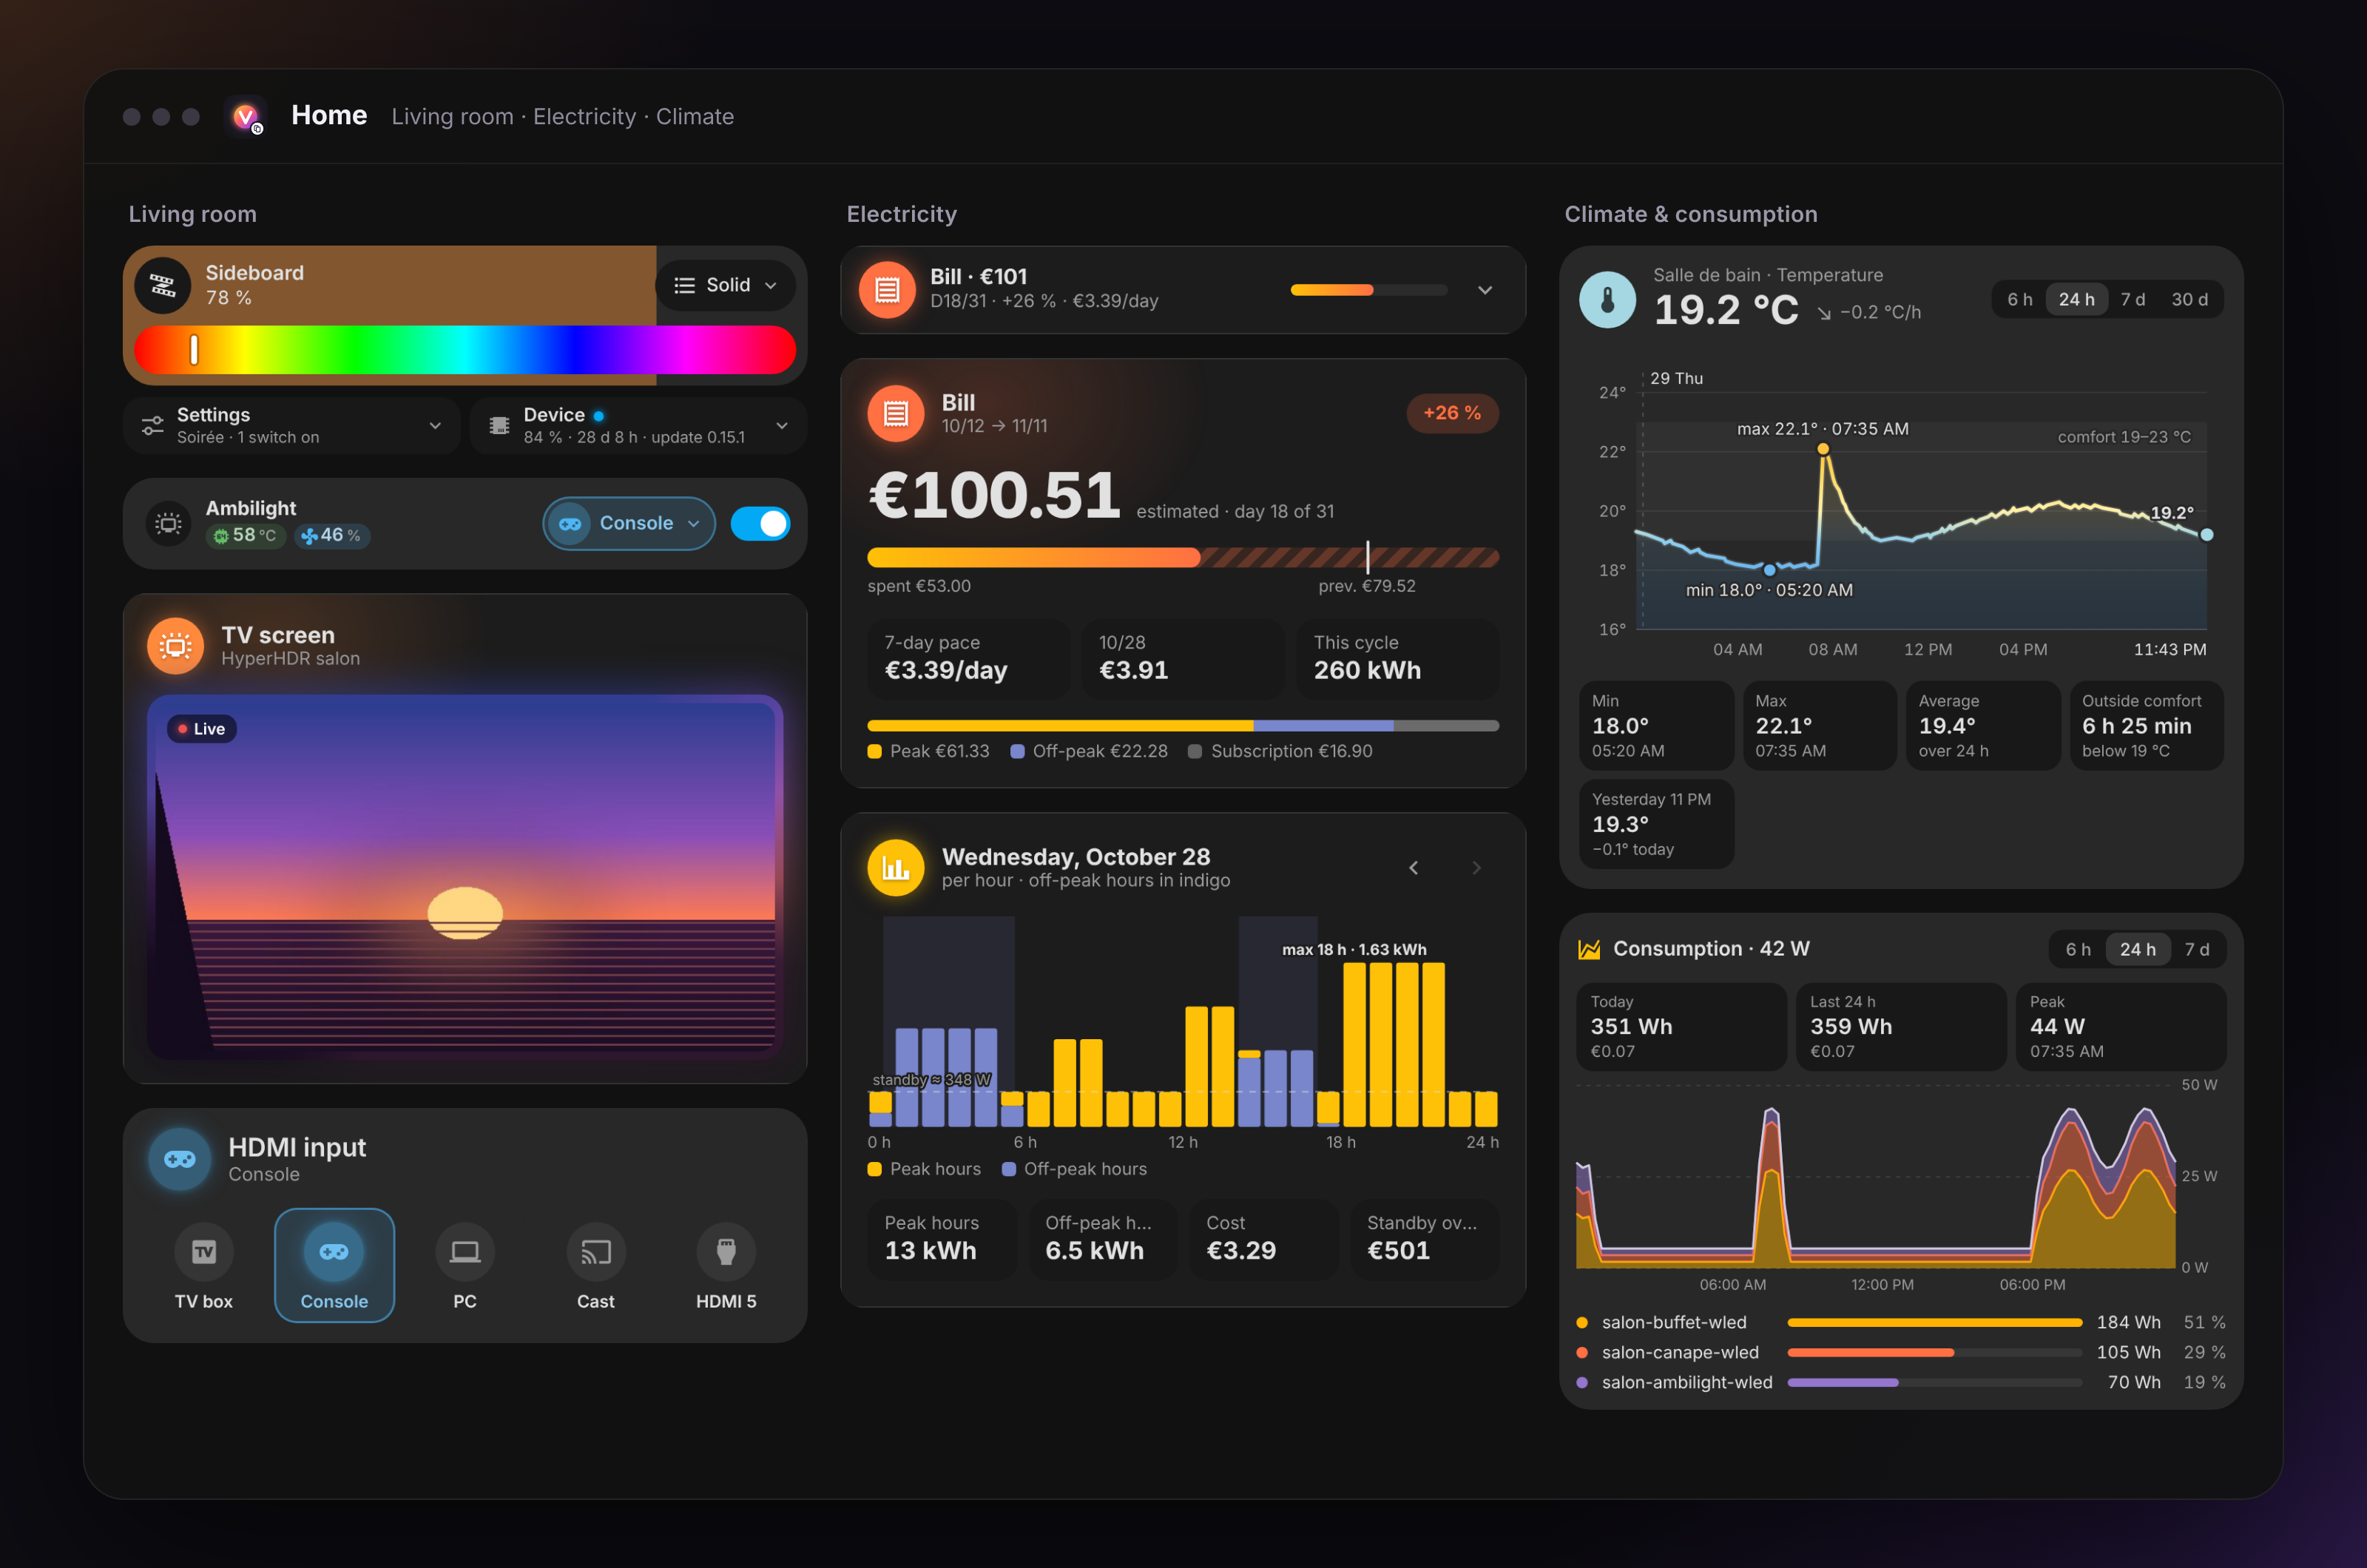 Home Living room · Electricity · Climate
Living room
Sideboard
78 %
Solid
Settings
Soirée · 1 switch on
Device
84 % · 28 d 8 h · update 0.15.1
Ambilight
58 °C 46 %
Console
TV screen
HyperHDR salon
Live
HDMI input
Console
TV
TV box
Console
PC
Cast
HDMI 5
Electricity
Bill · €101
D18/31 · +26 % · €3.39/day
Bill
10/12 → 11/11
+26 %
€100.51 estimated · day 18 of 31
spent €53.00
prev. €79.52
7-day pace
€3.39/day
10/28
€3.91
This cycle
260 kWh
Peak €61.33 Off-peak €22.28 Subscription €16.90
Wednesday, October 28
per hour · off-peak hours in indigo
max 18 h · 1.63 kWh
standby ≈ 348 W
0 h 6 h 12 h 18 h 24 h
Peak hours Off-peak hours
Peak hours
13 kWh
Off-peak h...
6.5 kWh
Cost
€3.29
Standby ov...
€501
Climate & consumption
Salle de bain · Temperature
19.2 °C ↘ −0.2 °C/h
6 h 24 h 7 d 30 d
29 Thu
24°
max 22.1° · 07:35 AM
comfort 19–23 °C
22°
20°
19.2°
18°
min 18.0° · 05:20 AM
16°
04 AM 08 AM 12 PM 04 PM 11:43 PM
Min
18.0°
05:20 AM
Max
22.1°
07:35 AM
Average
19.4°
over 24 h
Outside comfort
6 h 25 min
below 19 °C
Yesterday 11 PM
19.3°
−0.1° today
Consumption · 42 W
6 h 24 h 7 d
Today
351 Wh
€0.07
Last 24 h
359 Wh
€0.07
Peak
44 W
07:35 AM
50 W
25 W
0 W
06:00 AM 12:00 PM 06:00 PM
salon-buffet-wled 184 Wh 51 %
salon-canape-wled 105 Wh 29 %
salon-ambilight-wled 70 Wh 19 %